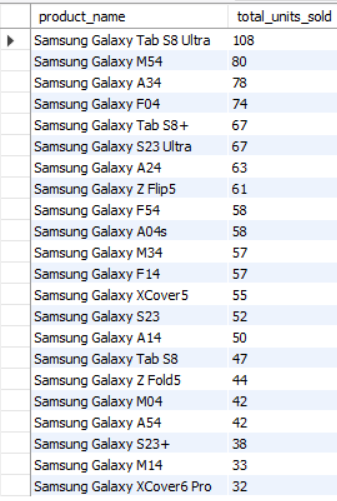 product_name total_units_sold
Samsung Galaxy Tab S8 Ultra 108
Samsung Galaxy M54 80
Samsung Galaxy A34 78
Samsung Galaxy F04 74
Samsung Galaxy Tab S8+ 67
Samsung Galaxy S23 Ultra 67
Samsung Galaxy A24 63
Samsung Galaxy Z Flip5 61
Samsung Galaxy F54 58
Samsung Galaxy A04s 58
Samsung Galaxy M34 57
Samsung Galaxy F14 57
Samsung Galaxy XCover5 55
Samsung Galaxy S23 52
Samsung Galaxy A14 50
Samsung Galaxy Tab S8 47
Samsung Galaxy Z Fold5 44
Samsung Galaxy M04 42
Samsung Galaxy A54 42
Samsung Galaxy S23+ 38
Samsung Galaxy M14 33
Samsung Galaxy XCover6 Pro 32